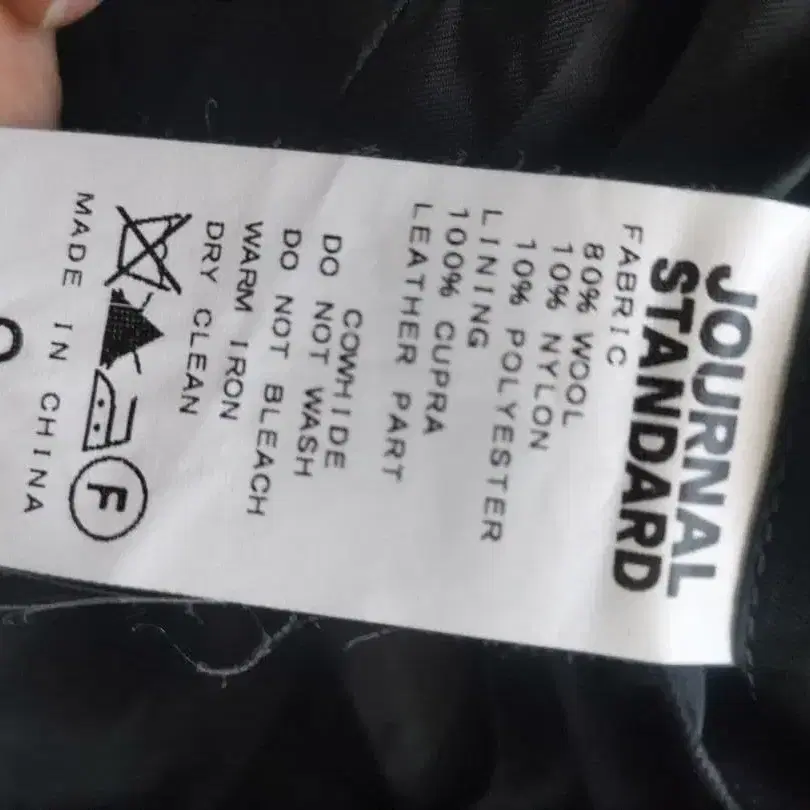 JOURNAL
STANDARD
FABRIC
80% WOOL
10% NYLON
10% POLYESTER
LINING
100% CUPRA
LEATHER PART
COWHIDE
DO NOT WASH
DO NOT BLEACH
WARM IRON
DRY CLEAN
F
MADE IN CHINA